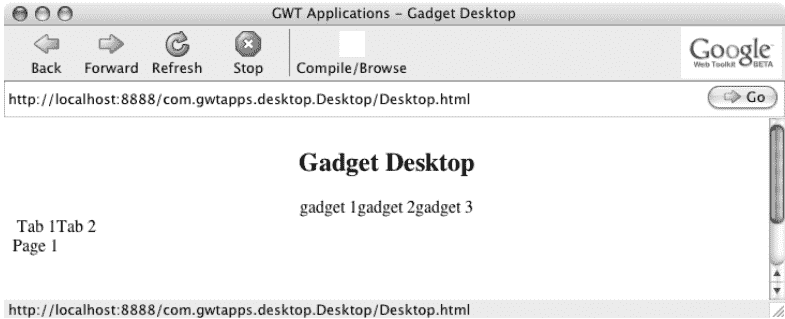 GWT Applications – Gadget Desktop
Back Forward Refresh Stop Compile/Browse
Google
Web Toolkit BETA
http://localhost:8888/com.gwtapps.desktop.Desktop/Desktop.html Go
Gadget Desktop
gadget 1gadget 2gadget 3
Tab 1Tab 2
Page 1
http://localhost:8888/com.gwtapps.desktop.Desktop/Desktop.html